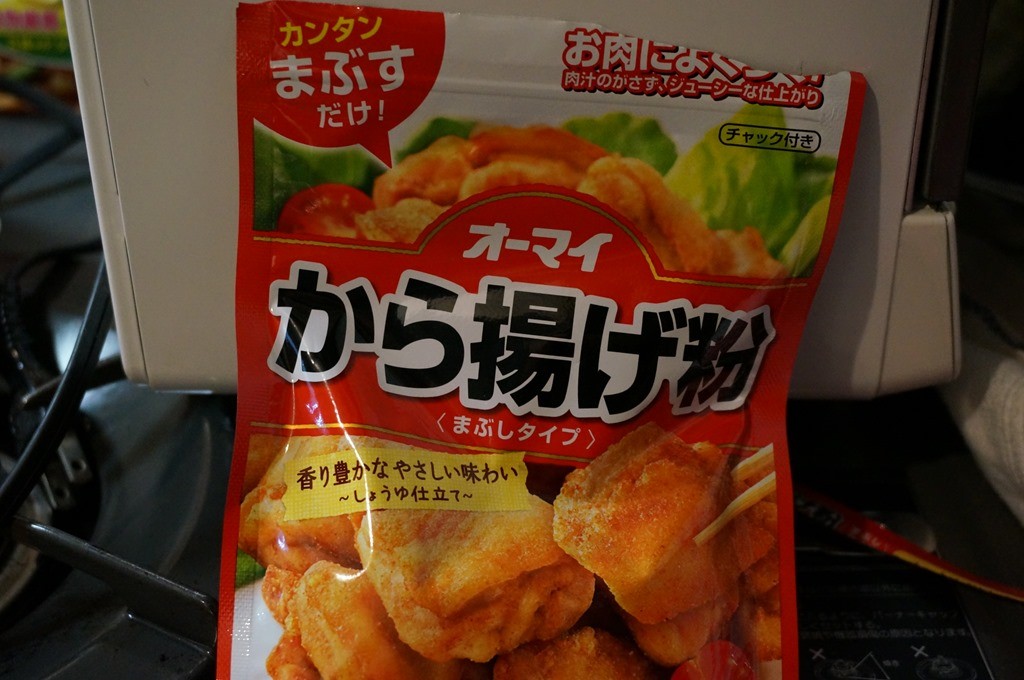 カンタン
まぶす
だけ!
お肉によく
肉汁のがさず、ジューシーな仕上がり
チャック付き
オーマイ
から揚げ粉
〈まぶしタイプ〉
香り豊かなやさしい味わい
~しょうゆ仕立て~